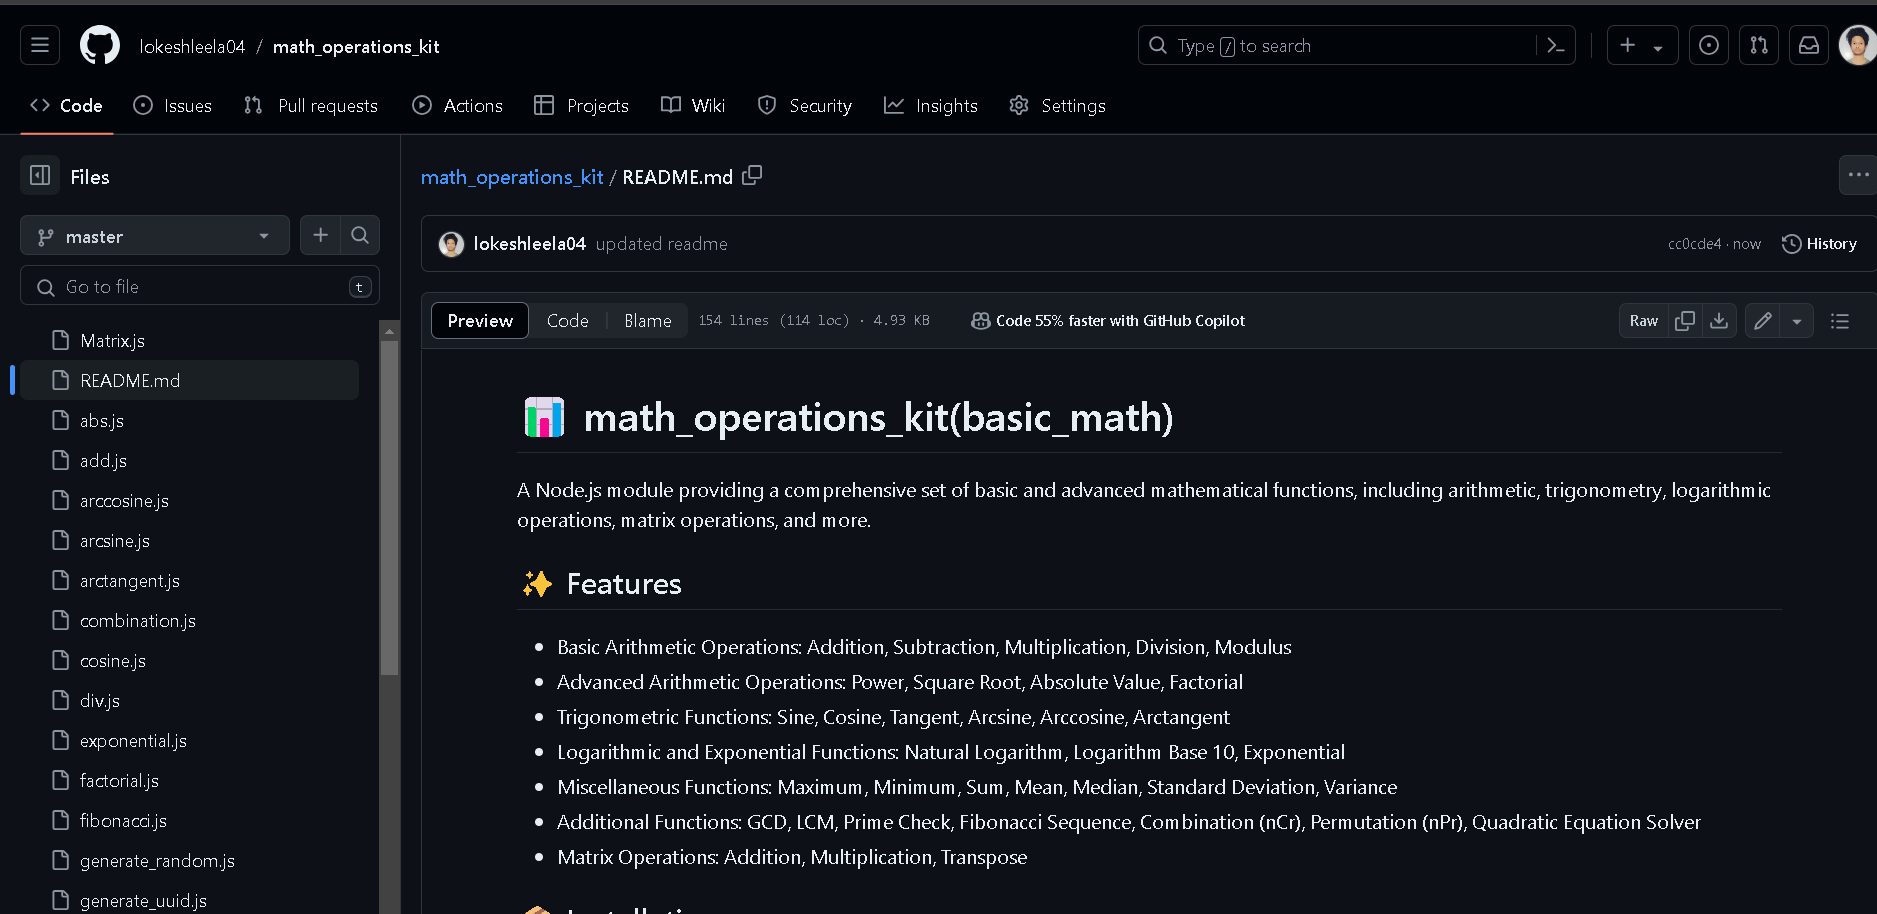 lokeshleela04 / math_operations_kit
Type / to search
Code
Issues
Pull requests
Actions
Projects
Wiki
Security
Insights
Settings
Files
master
Go to file
t
Matrix.js
README.md
abs.js
add.js
arccosine.js
arcsine.js
arctangent.js
combination.js
cosine.js
div.js
exponential.js
factorial.js
fibonacci.js
generate_random.js
generate_uuid.js
math_operations_kit / README.md
lokeshleela04 updated readme
cc0cde4 · now
History
Preview
Code
Blame
154 lines (114 loc) · 4.93 KB
Code 55% faster with GitHub Copilot
Raw
math_operations_kit(basic_math)
A Node.js module providing a comprehensive set of basic and advanced mathematical functions, including arithmetic, trigonometry, logarithmic
operations, matrix operations, and more.
✨ Features
• Basic Arithmetic Operations: Addition, Subtraction, Multiplication, Division, Modulus
• Advanced Arithmetic Operations: Power, Square Root, Absolute Value, Factorial
• Trigonometric Functions: Sine, Cosine, Tangent, Arcsine, Arccosine, Arctangent
• Logarithmic and Exponential Functions: Natural Logarithm, Logarithm Base 10, Exponential
• Miscellaneous Functions: Maximum, Minimum, Sum, Mean, Median, Standard Deviation, Variance
• Additional Functions: GCD, LCM, Prime Check, Fibonacci Sequence, Combination (nCr), Permutation (nPr), Quadratic Equation Solver
• Matrix Operations: Addition, Multiplication, Transpose